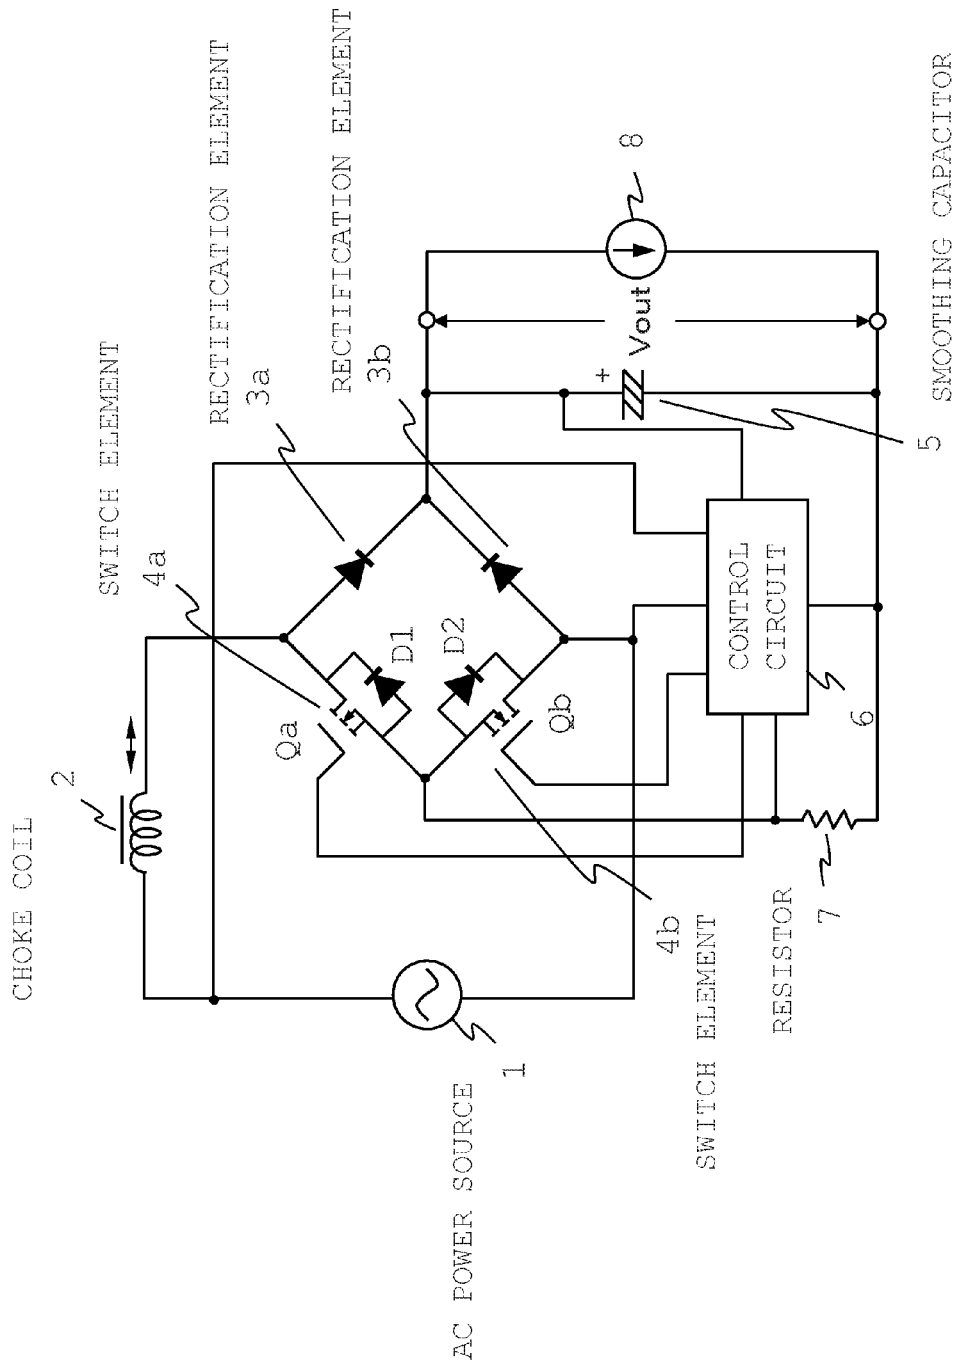 CHOKE COIL
2
SWITCH ELEMENT
4a
RECTIFICATION ELEMENT
3a
RECTIFICATION ELEMENT
3b
Qa
D1
D2
Qb
AC POWER SOURCE
1
SWITCH ELEMENT
4b
RESISTOR
7
CONTROL
CIRCUIT
6
+
Vout
8
5
SMOOTHING CAPACITOR